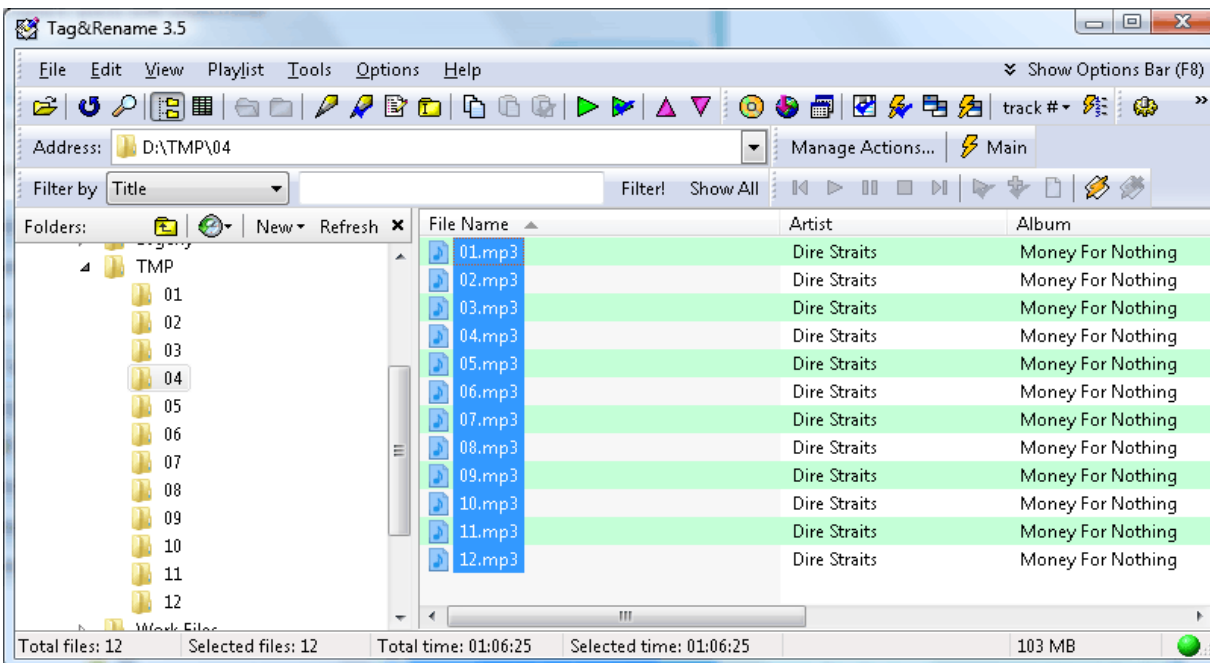 Tag&Rename 3.5
File Edit View Playlist Tools Options Help Show Options Bar (F8)
track #
Address: D:\TMP\04 Manage Actions... Main
Filter by Title Filter! Show All
Folders: New Refresh File Name Artist Album
TMP
01
02
03
04
05
06
07
08
09
10
11
12
01.mp3 Dire Straits Money For Nothing
02.mp3 Dire Straits Money For Nothing
03.mp3 Dire Straits Money For Nothing
04.mp3 Dire Straits Money For Nothing
05.mp3 Dire Straits Money For Nothing
06.mp3 Dire Straits Money For Nothing
07.mp3 Dire Straits Money For Nothing
08.mp3 Dire Straits Money For Nothing
09.mp3 Dire Straits Money For Nothing
10.mp3 Dire Straits Money For Nothing
11.mp3 Dire Straits Money For Nothing
12.mp3 Dire Straits Money For Nothing
Total files: 12 Selected files: 12 Total time: 01:06:25 Selected time: 01:06:25 103 MB